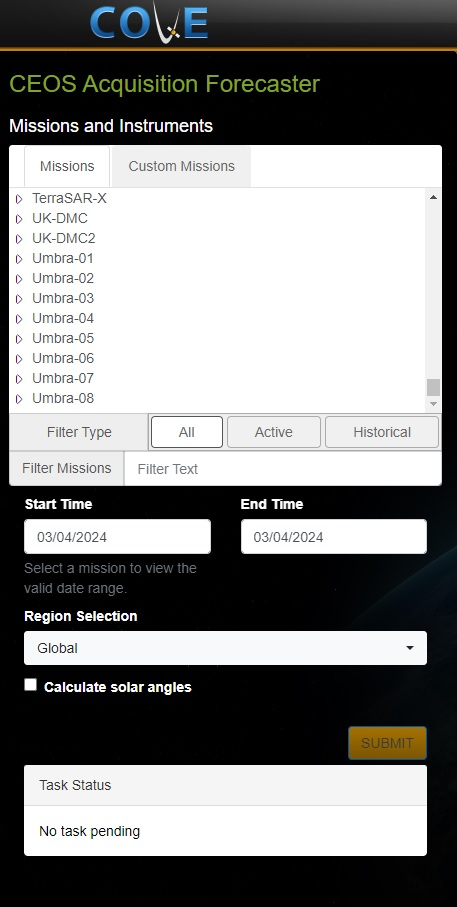 COVE
CEOS Acquisition Forecaster
Missions and Instruments
Missions Custom Missions
TerraSAR-X
UK-DMC
UK-DMC2
Umbra-01
Umbra-02
Umbra-03
Umbra-04
Umbra-05
Umbra-06
Umbra-07
Umbra-08
Filter Type All Active Historical
Filter Missions Filter Text
Start Time End Time
03/04/2024 03/04/2024
Select a mission to view the
valid date range.
Region Selection
Global
Calculate solar angles
SUBMIT
Task Status
No task pending